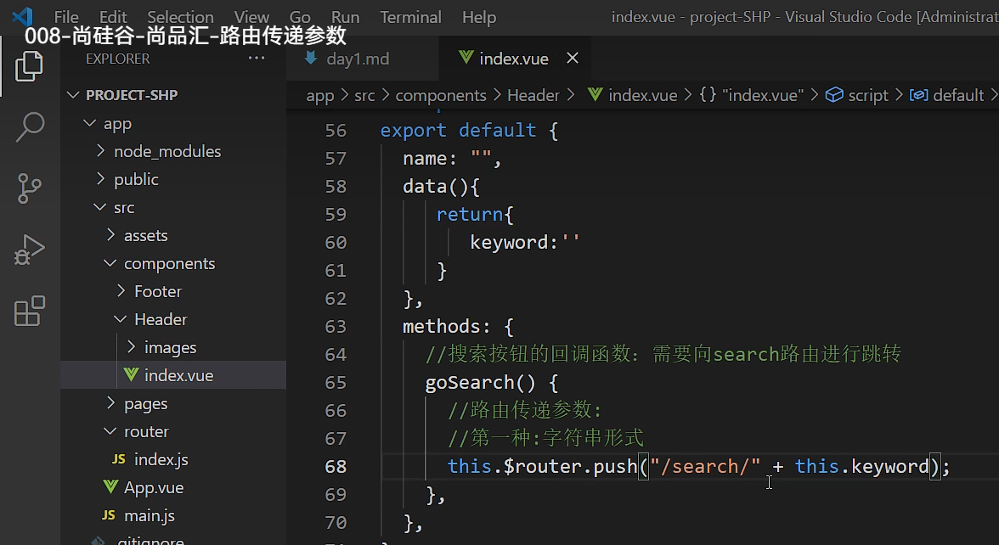 File Edit Selection View Go Run Terminal Help
index.vue - project-SHP - Visual Studio Code [Administrat
008-尚硅谷-尚品汇-路由传递参数
EXPLORER ···
day1.md
index.vue
PROJECT-SHP
app > src > components > Header > index.vue > {} "index.vue" > script > default >
app
node_modules
public
src
assets
components
Footer
Header
images
index.vue
pages
router
JS index.js
App.vue
JS main.js
.gitignore
56 export default {
57 name: "",
58 data(){
59 return{
60 keyword:''
61 }
62 },
63 methods: {
64 //搜索按钮的回调函数: 需要向search路由进行跳转
65 goSearch() {
66 //路由传递参数:
67 //第一种:字符串形式
68 this.$router.push("/search/" + this.keyword);
69 },
70 },